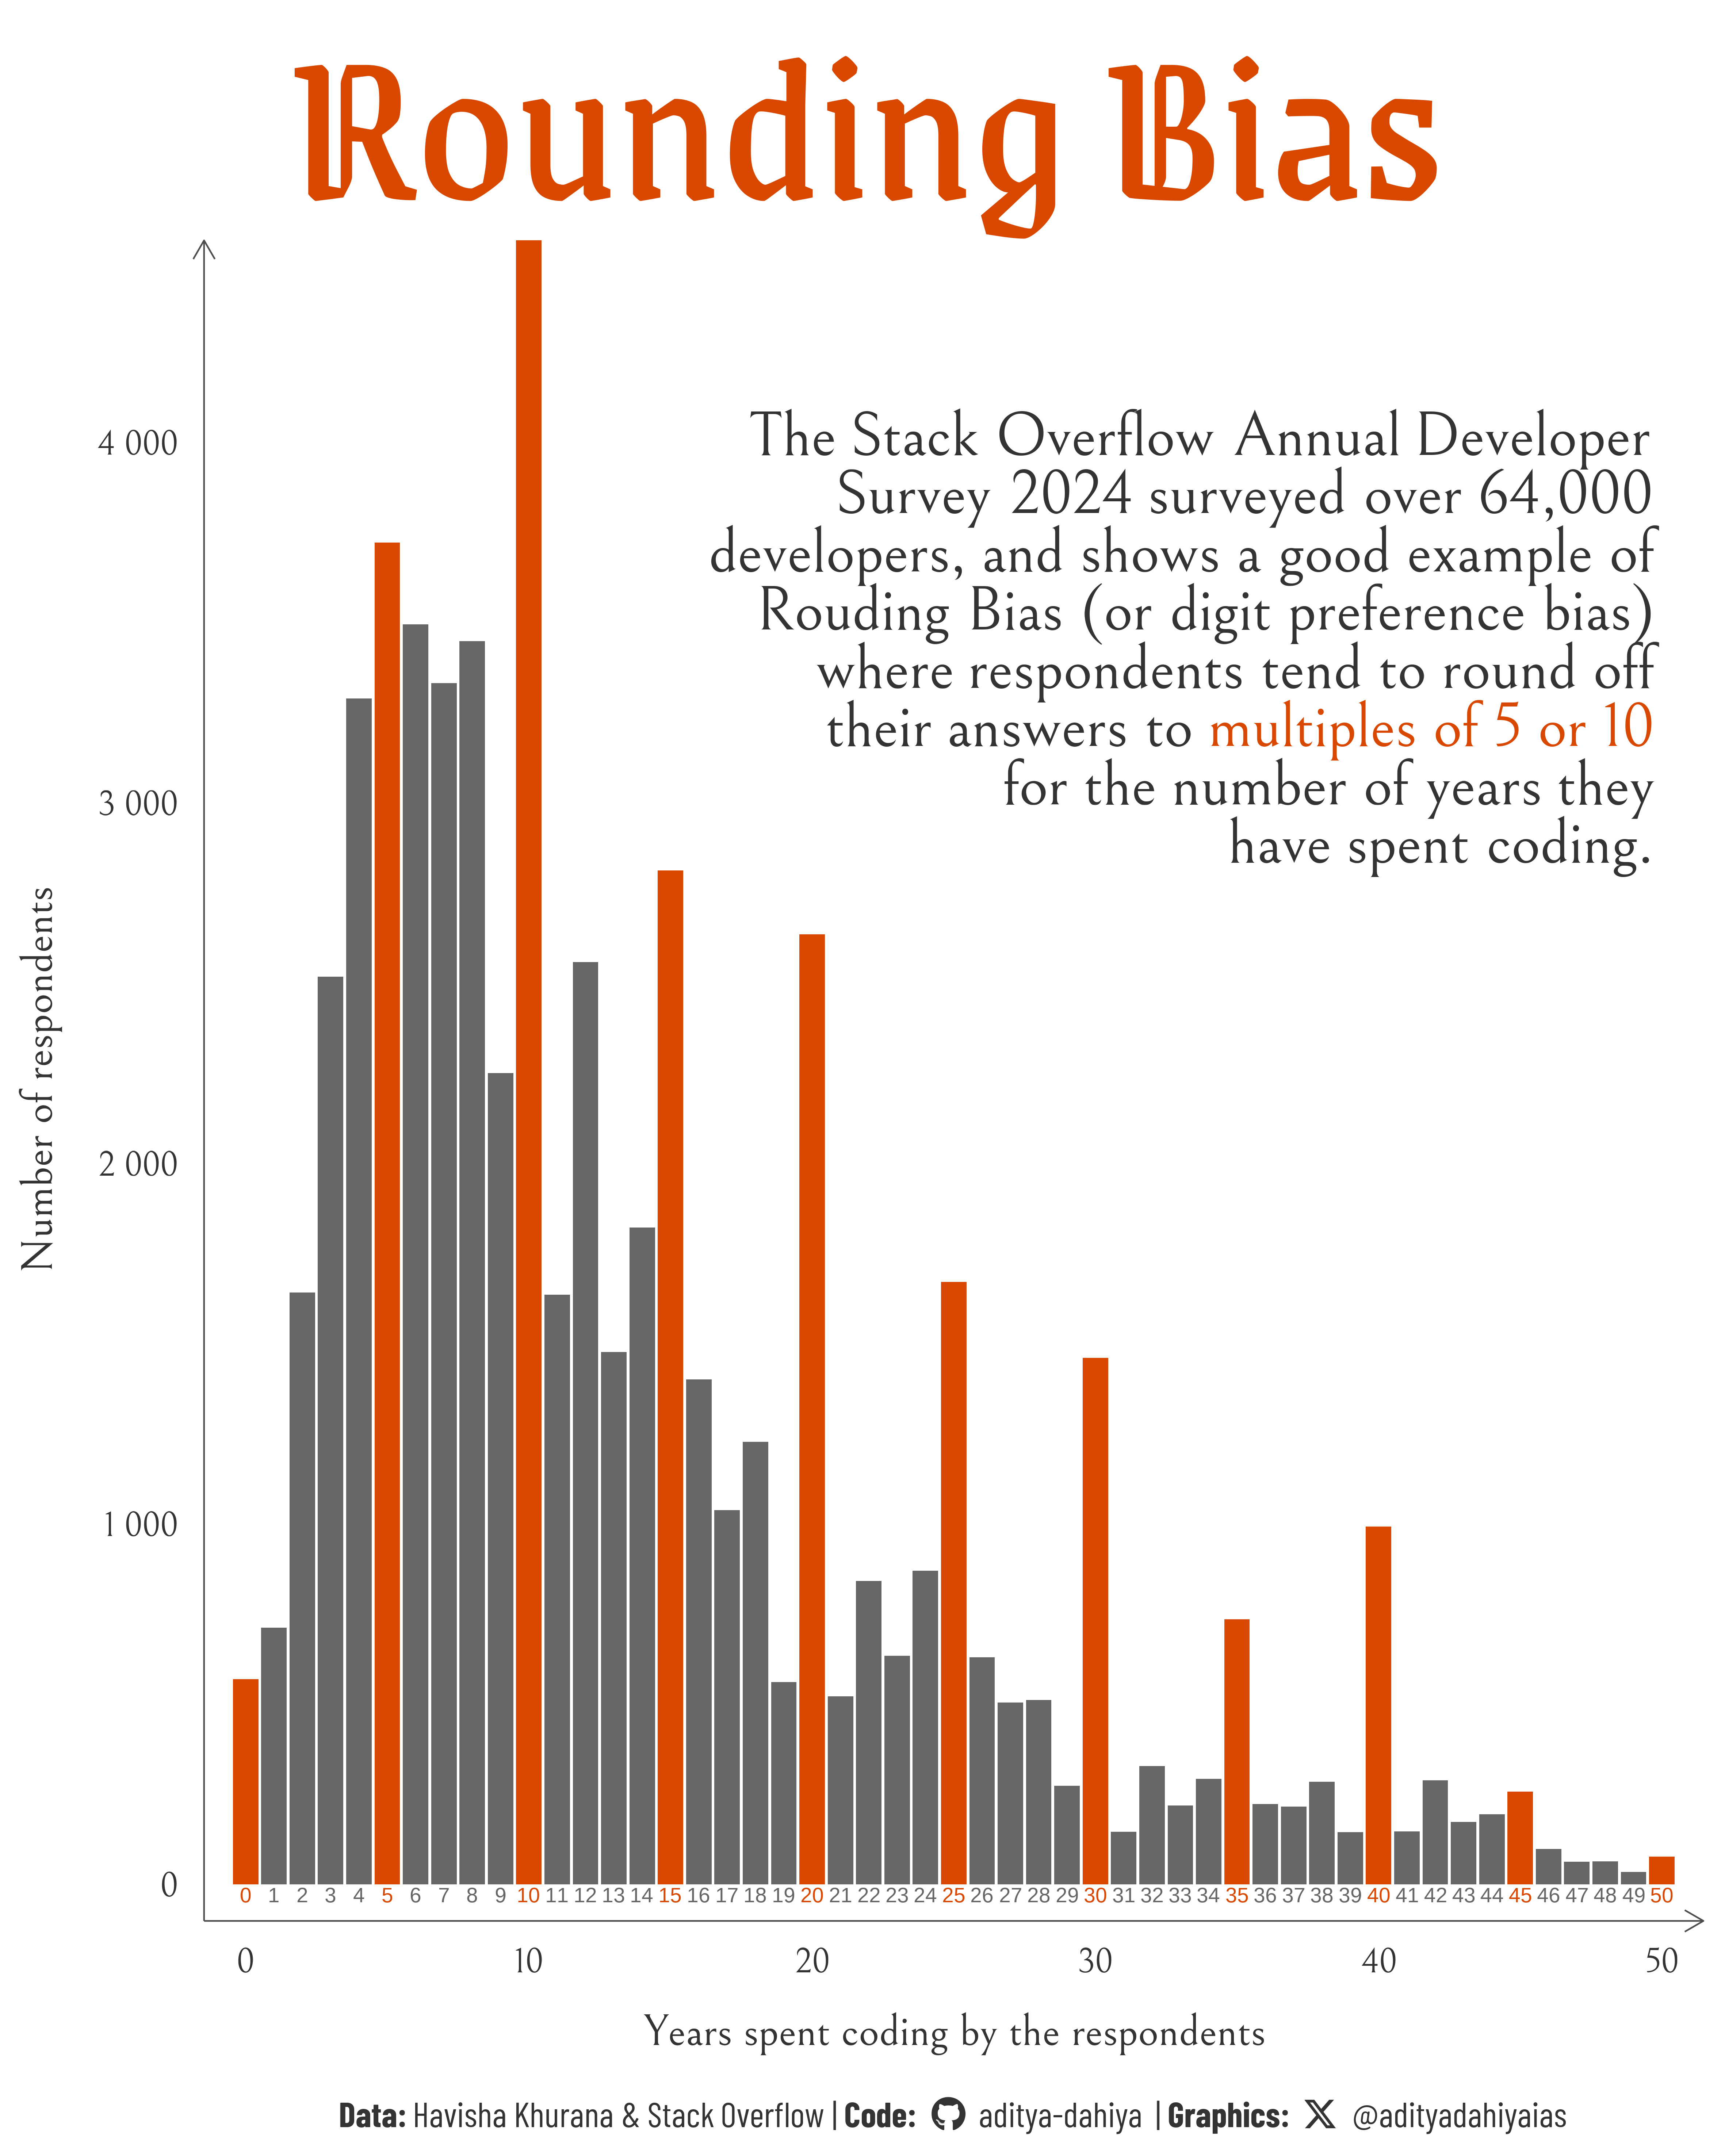 Rounding Bias
The Stack Overflow Annual Developer
Survey 2024 surveyed over 64,000
developers, and shows a good example of
Rouding Bias (or digit preference bias)
where respondents tend to round off
their answers to multiples of 5 or 10
for the number of years they
have spent coding.
Number of respondents
4 000
3 000
2 000
1 000
0
0 1 2 3 4 5 6 7 8 9 10 11 12 13 14 15 16 17 18 19 20 21 22 23 24 25 26 27 28 29 30 31 32 33 34 35 36 37 38 39 40 41 42 43 44 45 46 47 48 49 50
0 10 20 30 40 50
Years spent coding by the respondents
Data: Havisha Khurana & Stack Overflow | Code: aditya-dahiya | Graphics: @adityadahiyaias